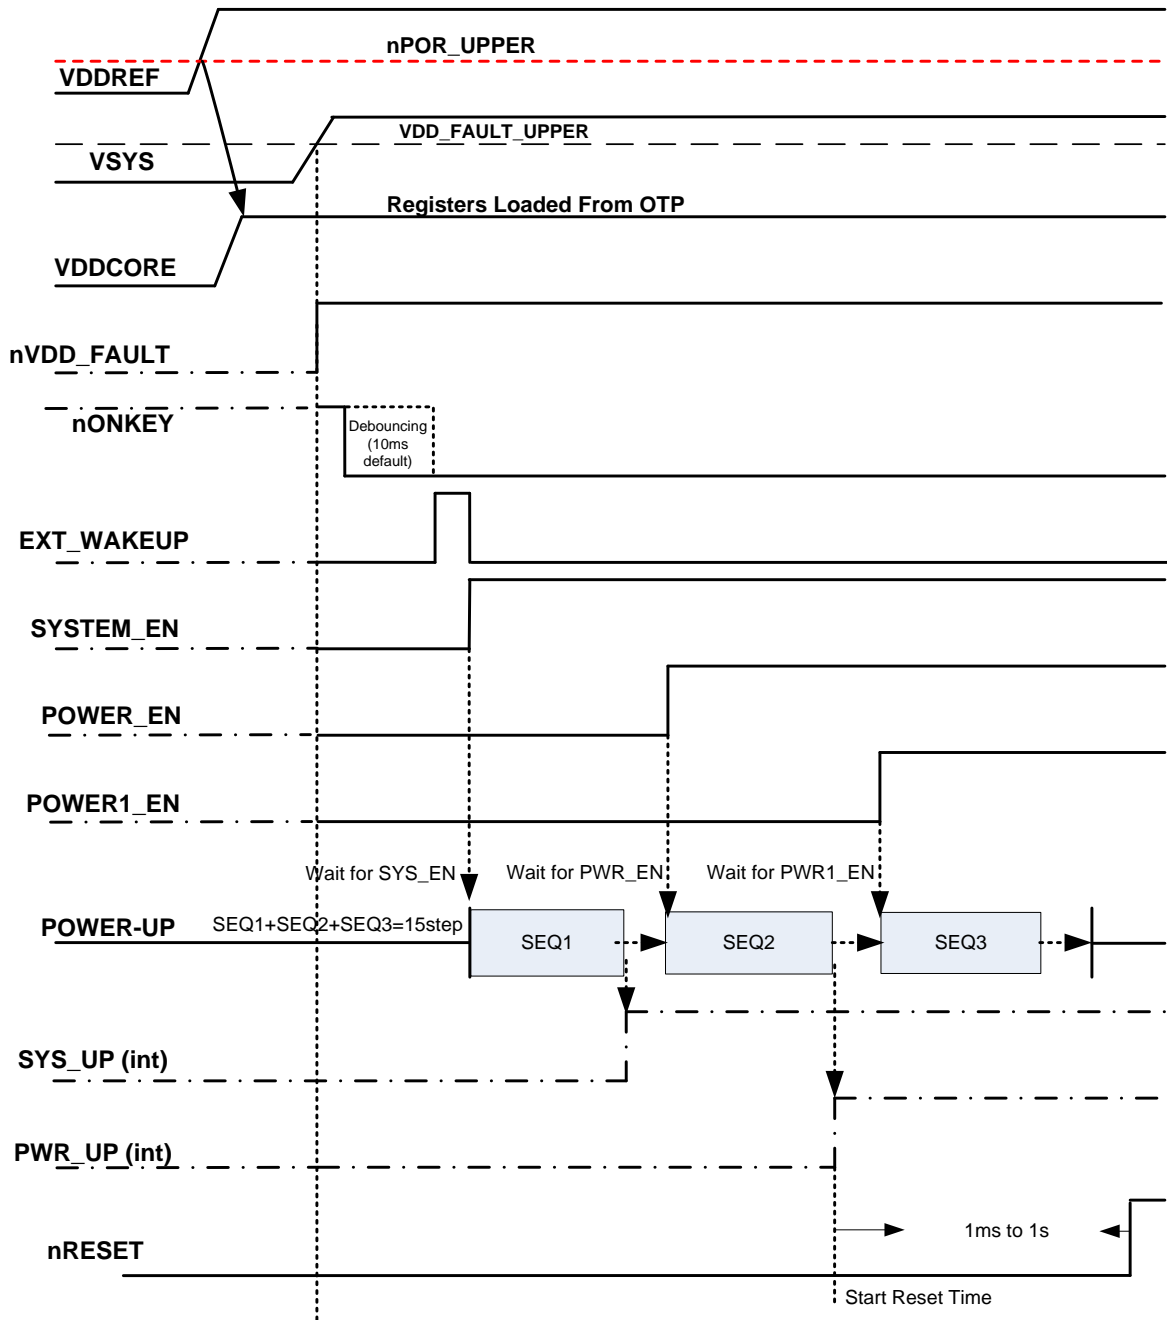 nPOR_UPPER
VDDREF
VDD_FAULT_UPPER
VSYS
Registers Loaded From OTP
VDDCORE
nVDD_FAULT
nONKEY
Debouncing
(10ms
default)
EXT_WAKEUP
SYSTEM_EN
POWER_EN
POWER1_EN
Wait for SYS_EN
Wait for PWR_EN
Wait for PWR1_EN
POWER-UP
SEQ1+SEQ2+SEQ3=15step
SEQ1
SEQ2
SEQ3
SYS_UP (int)
PWR_UP (int)
1ms to 1s
nRESET
Start Reset Time